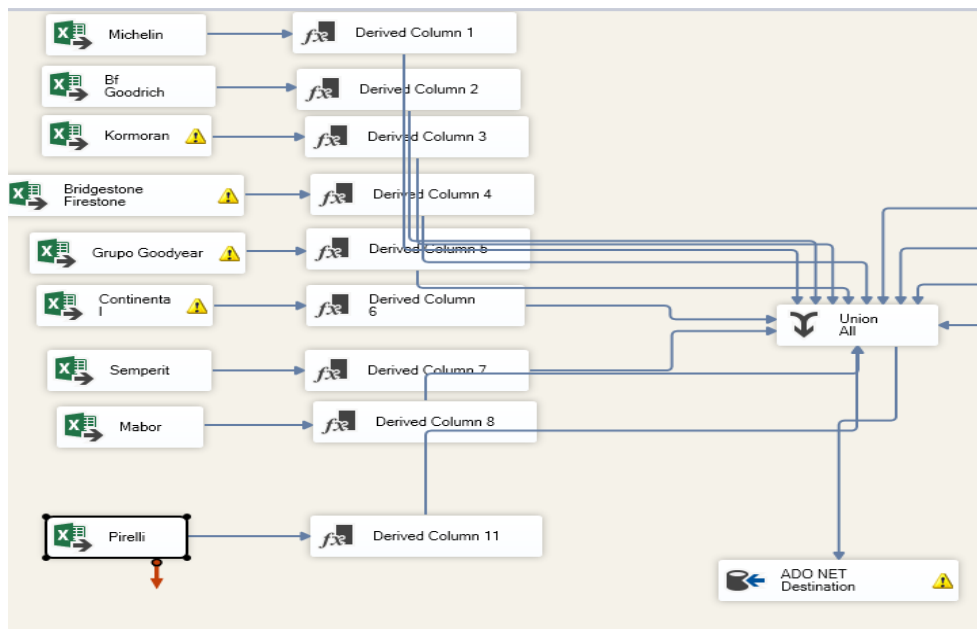 Michelin
Derived Column 1
Bf
Goodrich
Derived Column 2
Kormoran
Derived Column 3
Bridgestone
Firestone
Derived Column 4
Grupo Goodyear
Derived Column 5
Continenta
l
Derived Column
6
Union
All
Semperit
Derived Column 7
Mabor
Derived Column 8
Pirelli
Derived Column 11
ADO NET
Destination